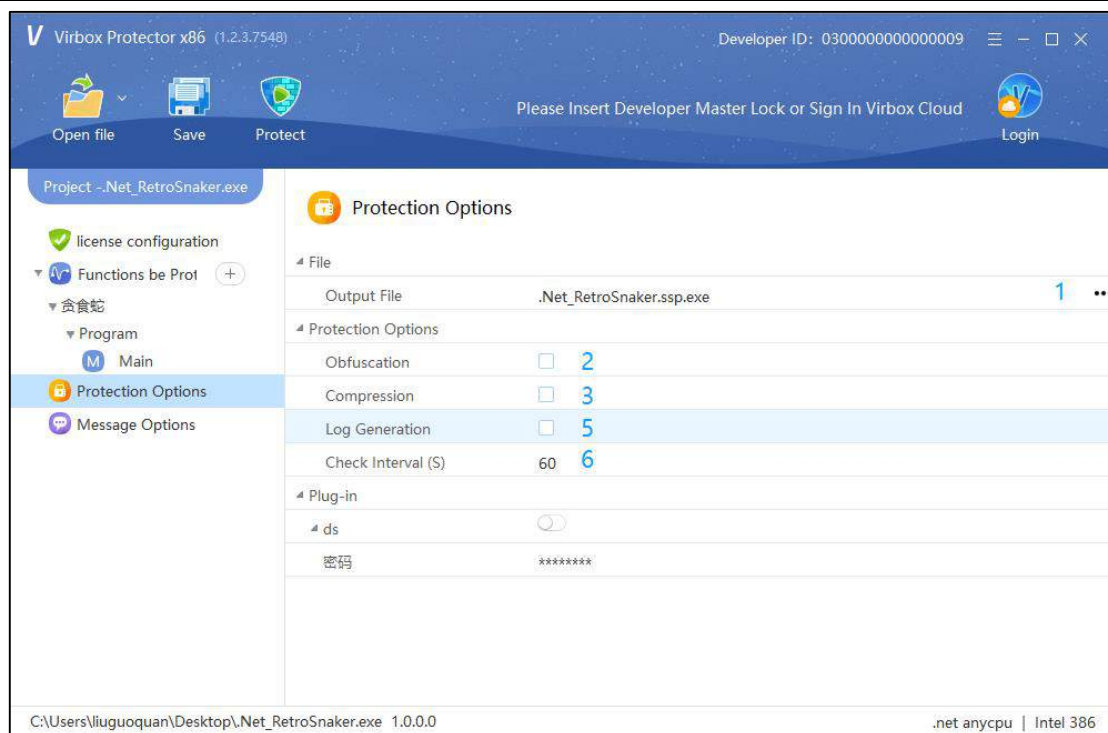 Virbox Protector x86 (1.2.3.7548)
Developer ID: 0300000000000009
Open file
Save
Protect
Please Insert Developer Master Lock or Sign In Virbox Cloud
Login
Project -.Net_RetroSnaker.exe
license configuration
Functions be Prot
贪食蛇
Program
M Main
Protection Options
Message Options
Protection Options
File
Output File .Net_RetroSnaker.ssp.exe 1 ••
Protection Options
Obfuscation 2
Compression 3
Log Generation 5
Check Interval (S) 60 6
Plug-in
ds
密码 ********
C:\Users\liuguoquan\Desktop\.Net_RetroSnaker.exe 1.0.0.0
.net anycpu | Intel 386